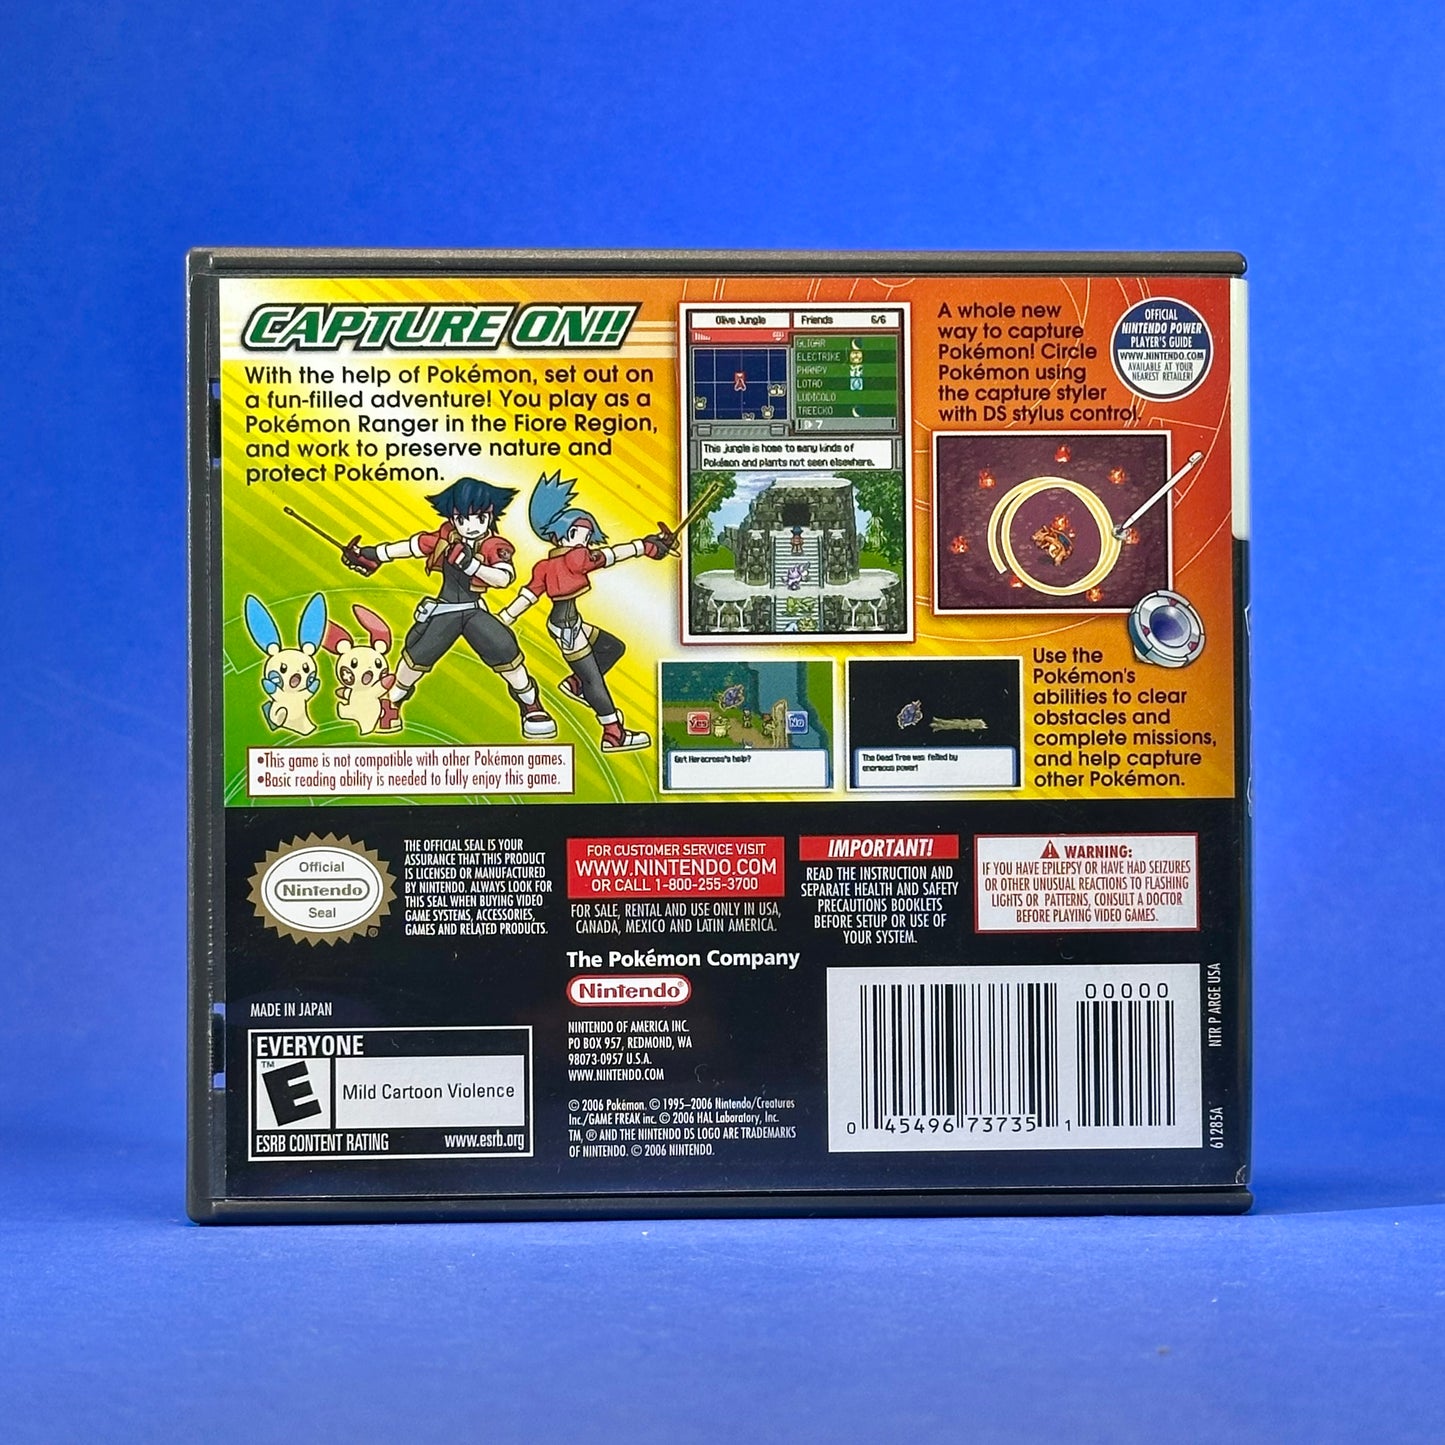 CAPTURE ON!!
With the help of Pokémon, set out on
a fun-filled adventure! You play as a
Pokémon Ranger in the Fiore Region,
and work to preserve nature and
protect Pokémon.
•This game is not compatible with other Pokémon games.
•Basic reading ability is needed to fully enjoy this game.
Olive Jungle
Friends 6/6
GLIGAR
ELECTRIKE
PHANPY
LOTAD
LUDICOLO
TREECKO
7
This jungle is home to many kinds of
Pokémon and plants not seen elsewhere.
A whole new
way to capture
Pokémon! Circle
Pokémon using
the capture styler
with DS stylus control.
OFFICIAL
NINTENDO POWER
PLAYER'S GUIDE
WWW.NINTENDO.COM
AVAILABLE AT YOUR
NEAREST RETAILER!
Yes
No
Get Heracross's help?
The Dead Tree was felled by
enormous power!
Use the
Pokémon's
abilities to clear
obstacles and
complete missions,
and help capture
other Pokémon.
Official
Nintendo
Seal
®
THE OFFICIAL SEAL IS YOUR
ASSURANCE THAT THIS PRODUCT
IS LICENSED OR MANUFACTURED
BY NINTENDO. ALWAYS LOOK FOR
THIS SEAL WHEN BUYING VIDEO
GAME SYSTEMS, ACCESSORIES,
GAMES AND RELATED PRODUCTS.
FOR CUSTOMER SERVICE VISIT
WWW.NINTENDO.COM
OR CALL 1-800-255-3700
FOR SALE, RENTAL AND USE ONLY IN USA,
CANADA, MEXICO AND LATIN AMERICA.
IMPORTANT!
READ THE INSTRUCTION AND
SEPARATE HEALTH AND SAFETY
PRECAUTIONS BOOKLETS
BEFORE SETUP OR USE OF
YOUR SYSTEM.
WARNING:
IF YOU HAVE EPILEPSY OR HAVE HAD SEIZURES
OR OTHER UNUSUAL REACTIONS TO FLASHING
LIGHTS OR PATTERNS, CONSULT A DOCTOR
BEFORE PLAYING VIDEO GAMES.
The Pokémon Company
Nintendo®
NINTENDO OF AMERICA INC.
PO BOX 957, REDMOND, WA
98073-0957 U.S.A.
WWW.NINTENDO.COM
© 2006 Pokémon. © 1995–2006 Nintendo/Creatures
Inc./GAME FREAK inc. © 2006 HAL Laboratory, Inc.
TM, ® AND THE NINTENDO DS LOGO ARE TRADEMARKS
OF NINTENDO. © 2006 NINTENDO.
MADE IN JAPAN
EVERYONE
TM
E
Mild Cartoon Violence
ESRB CONTENT RATING www.esrb.org
00000
0 45496 73735 1
NTR P ARGE USA
61285A